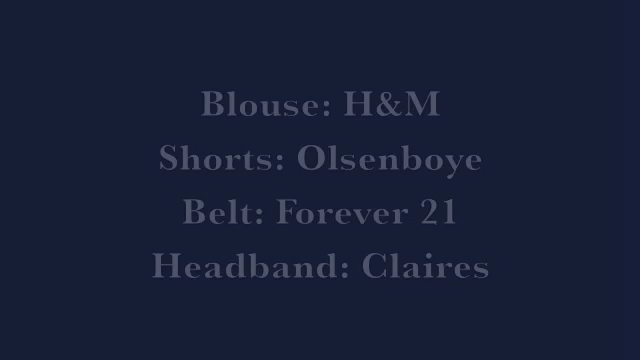 Blouse: H&M
Shorts: Olsenboye
Belt: Forever 21
Headband: Claires